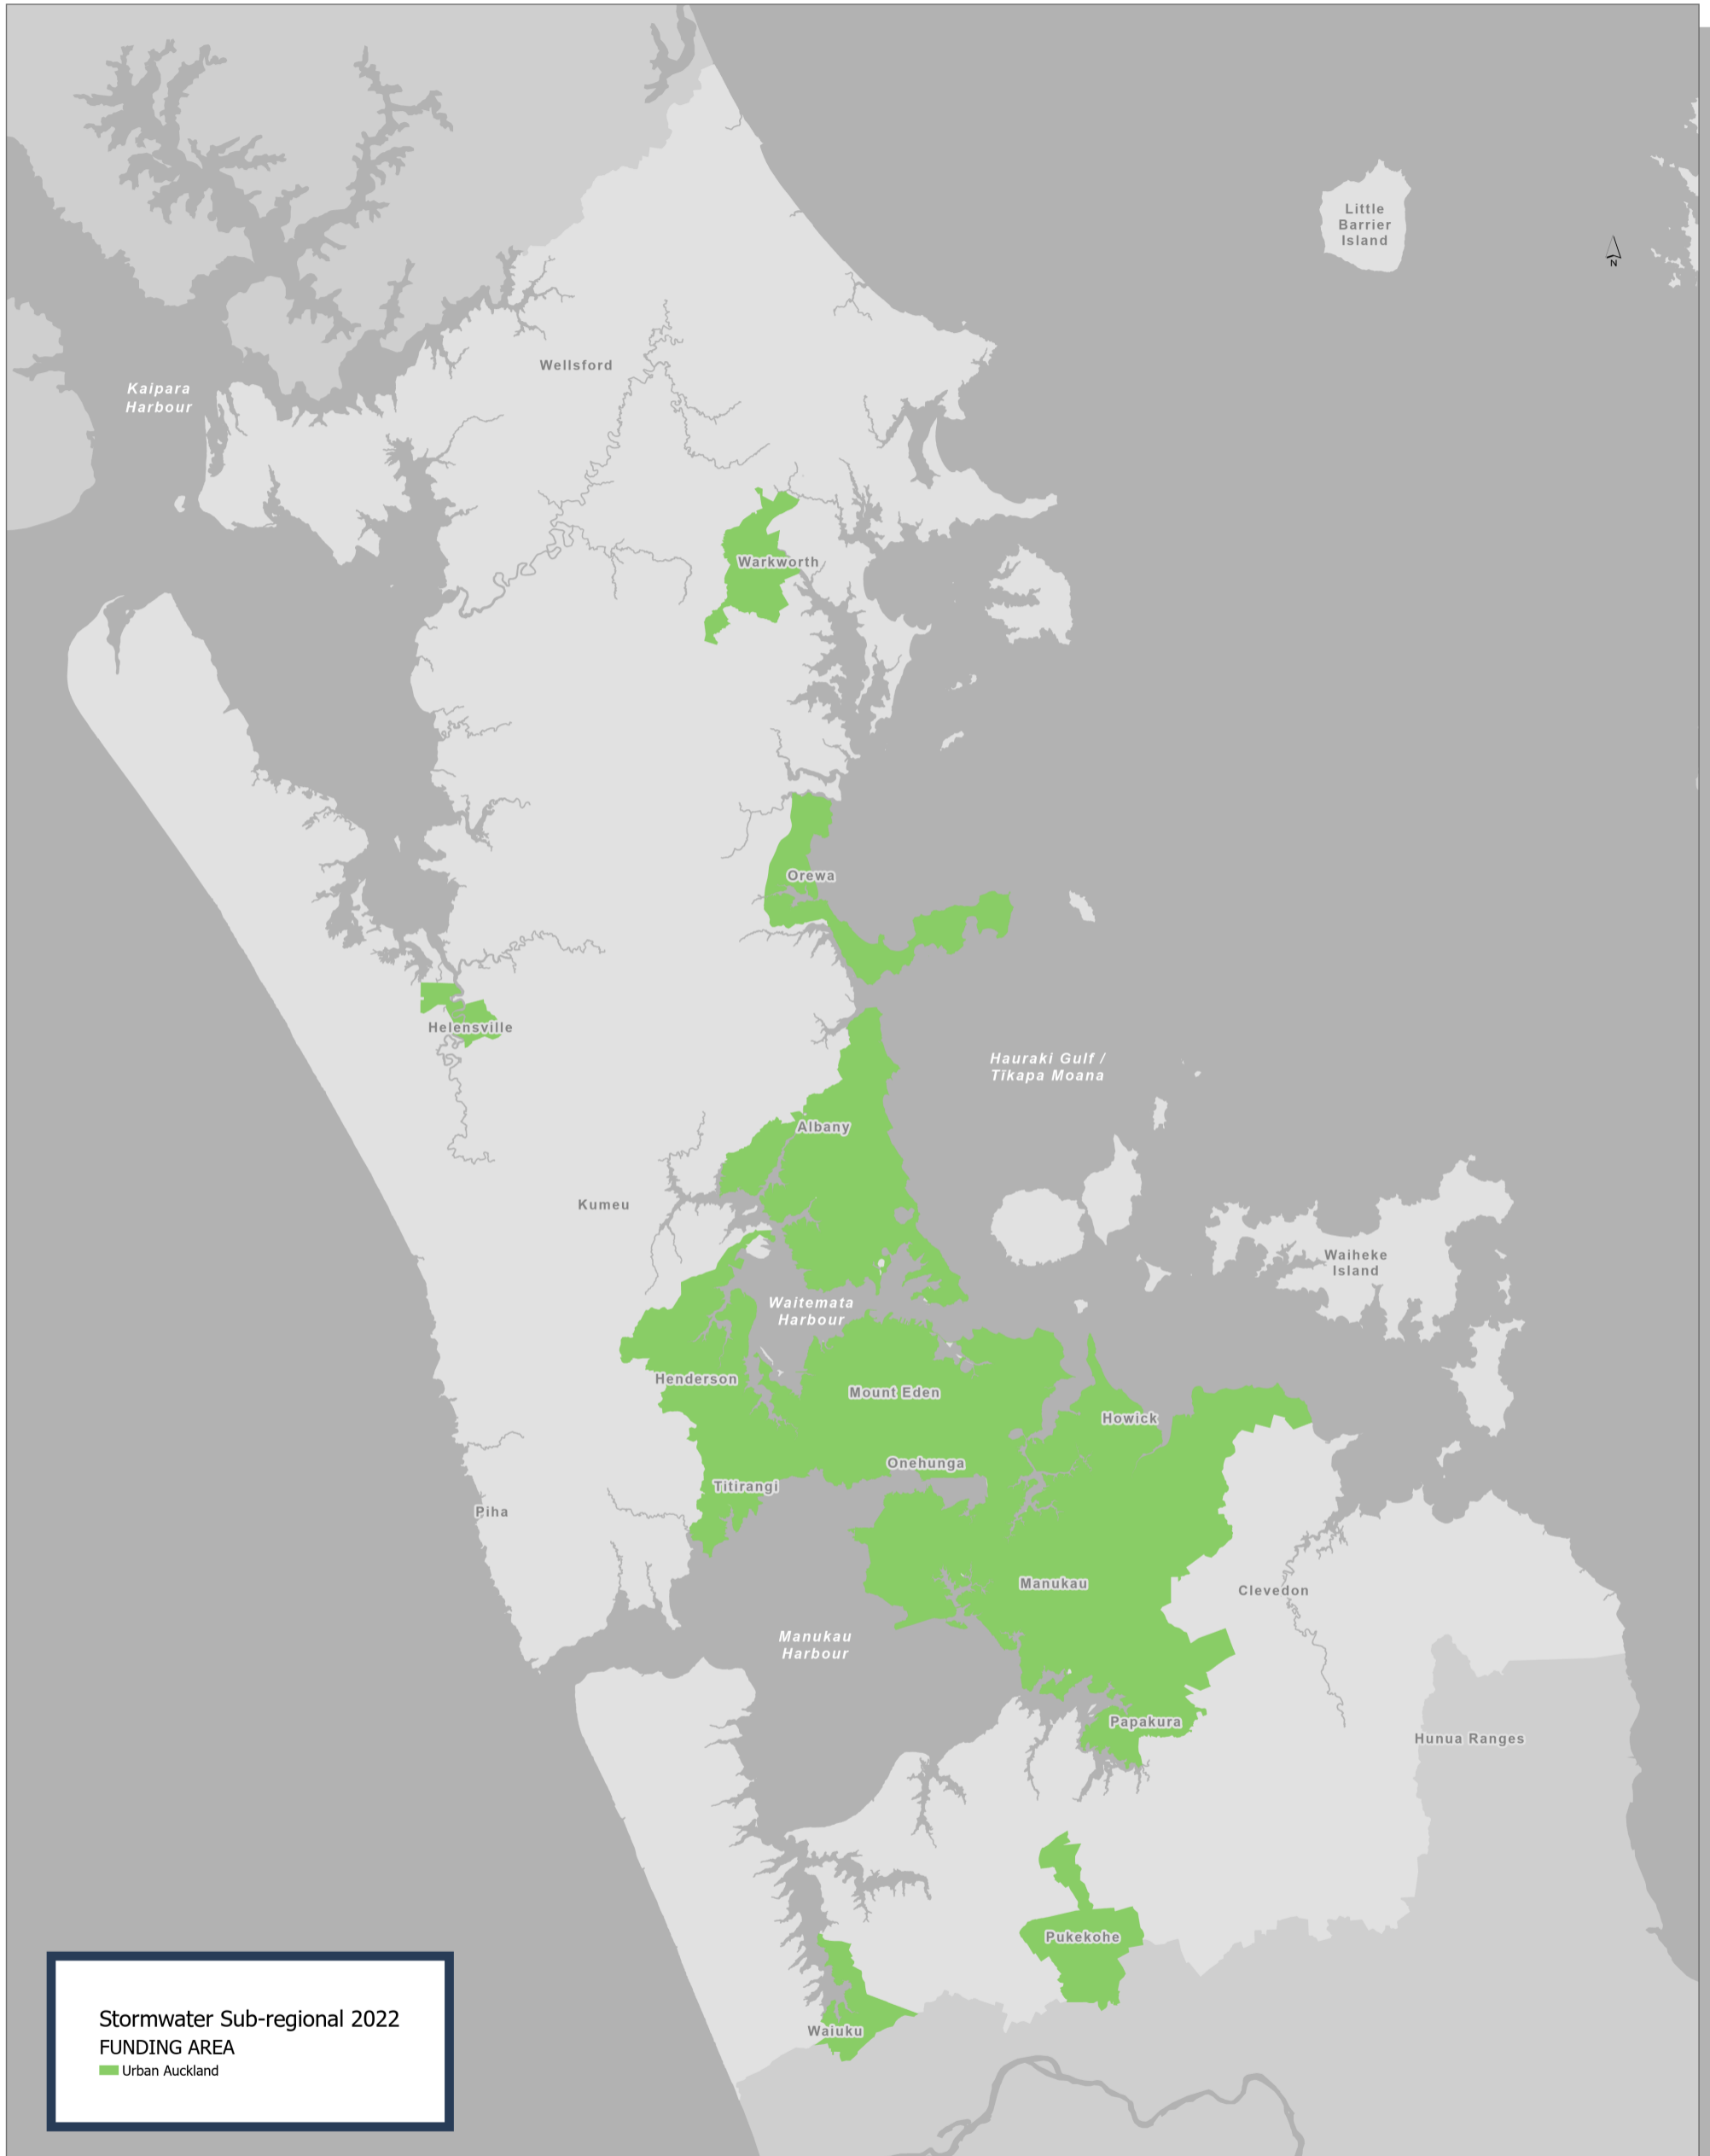 Little
Barrier
Island
N
Wellsford
Kaipara
Harbour
Warkworth
Orewa
Helensville
Hauraki Gulf /
Tīkapa Moana
Albany
Kumeu
Waiheke
Island
Waitemata
Harbour
Henderson
Mount Eden
Howick
Onehunga
Titirangi
Piha
Manukau
Clevedon
Manukau
Harbour
Papakura
Hunua Ranges
Pukekohe
Waiuku
Stormwater Sub-regional 2022
FUNDING AREA
Urban Auckland